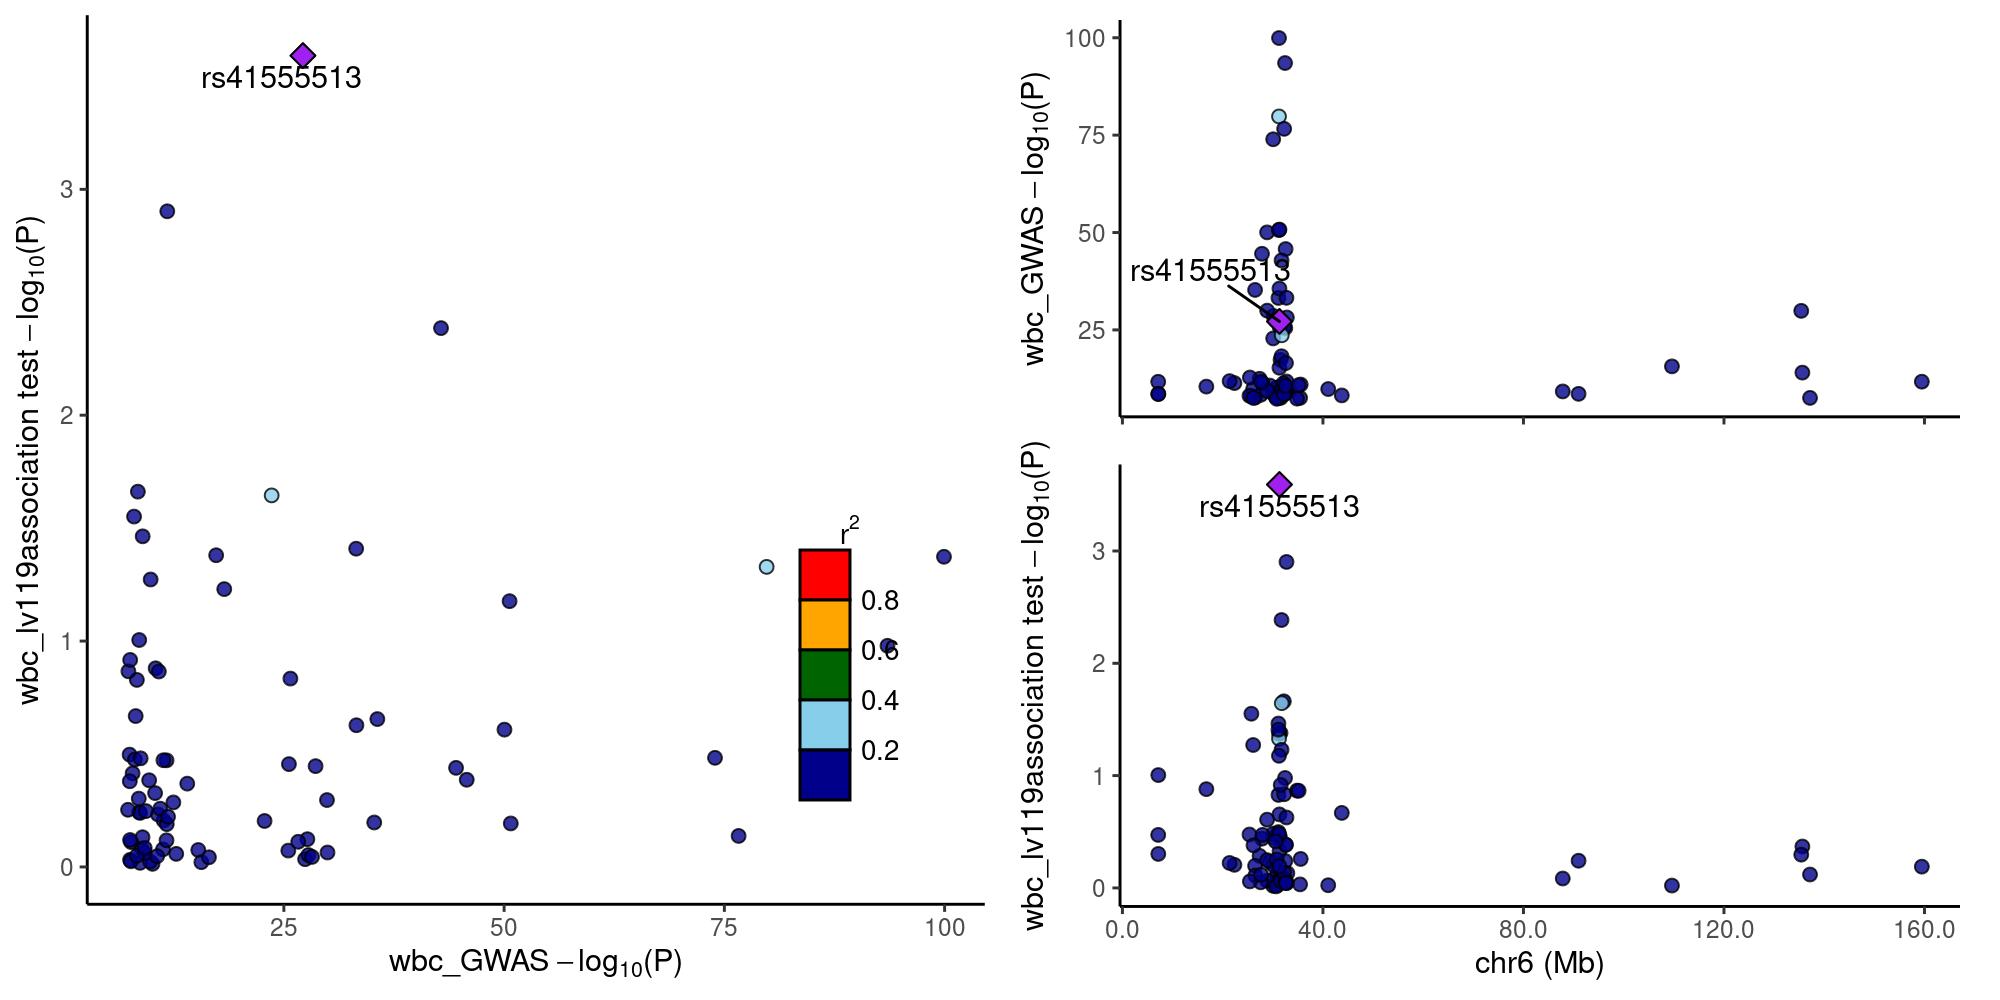 rs41555513
3
2
1
0
wbc_lv119association test −log10(P)
25
50
75
100
wbc_GWAS −log10(P)
r2
0.8
0.6
0.4
0.2
100
75
50
25
wbc_GWAS −log10(P)
rs41555513
rs41555513
3
2
1
0
wbc_lv119association test −log10(P)
0.0
40.0
80.0
120.0
160.0
chr6 (Mb)